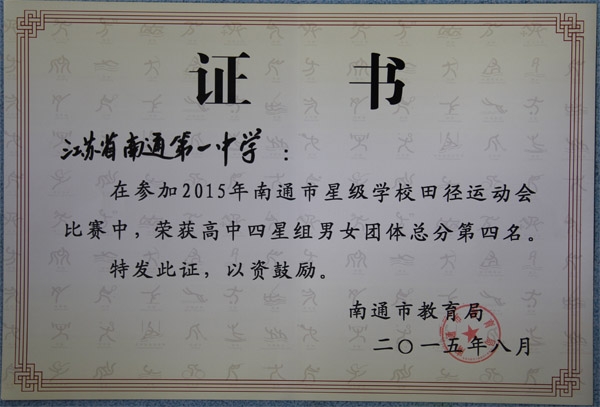 证书
江苏省南通第一中学：
在参加2015年南通市星级学校田径运动会
比赛中，荣获高中四星组男女团体总分第四名。
特发此证，以资鼓励。
南通市教育局
二〇一五年八月